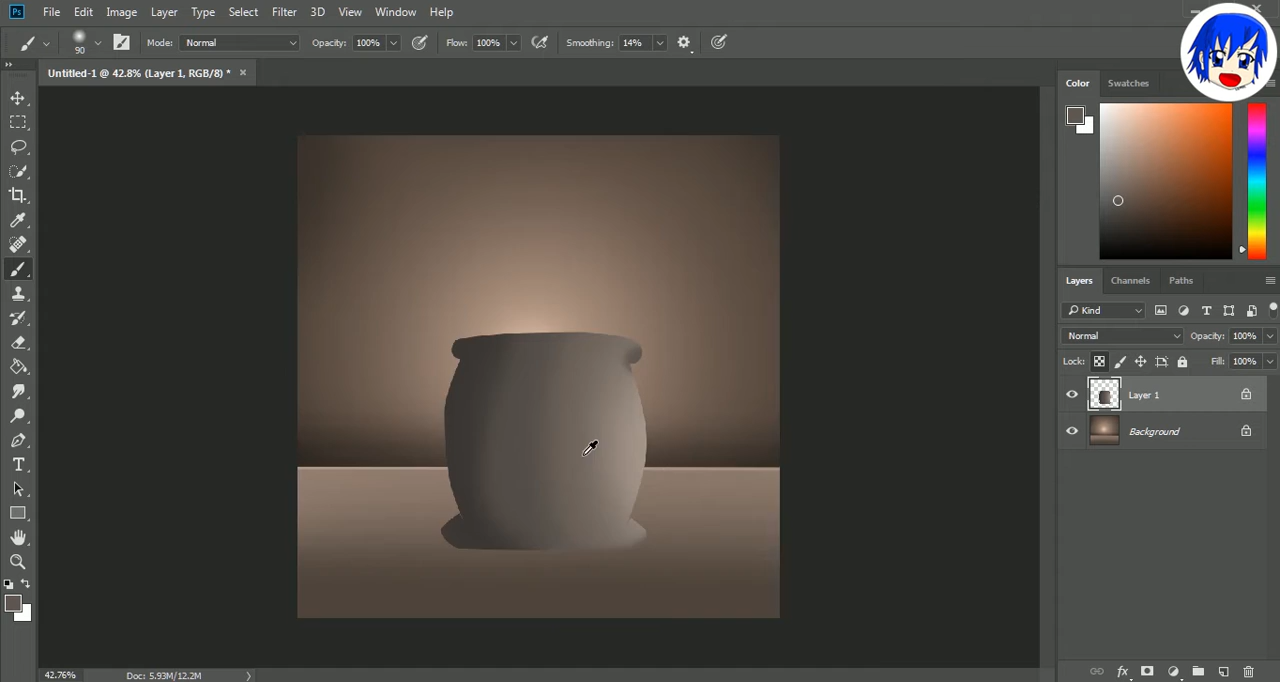 Ps File Edit Image Layer Type Select Filter 3D View Window Help
90 Mode: Normal Opacity: 100% Flow: 100% Smoothing: 14%
Untitled-1 @ 42.8% (Layer 1, RGB/8) *
Color Swatches
Layers Channels Paths
Kind
Normal Opacity: 100%
Lock: Fill: 100%
Layer 1
Background
42.76% Doc: 5.93M/12.2M